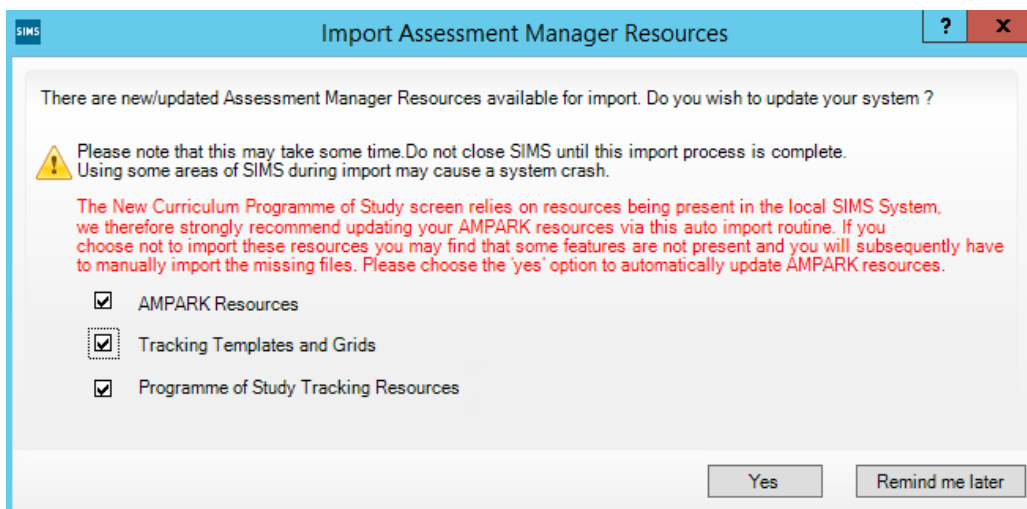 SIMS
Import Assessment Manager Resources
? x
There are new/updated Assessment Manager Resources available for import. Do you wish to update your system ?
Please note that this may take some time.Do not close SIMS until this import process is complete.
Using some areas of SIMS during import may cause a system crash.
The New Curriculum Programme of Study screen relies on resources being present in the local SIMS System,
we therefore strongly recommend updating your AMPARK resources via this auto import routine. If you
choose not to import these resources you may find that some features are not present and you will subsequently have
to manually import the missing files. Please choose the 'yes' option to automatically update AMPARK resources.
AMPARK Resources
Tracking Templates and Grids
Programme of Study Tracking Resources
Yes
Remind me later